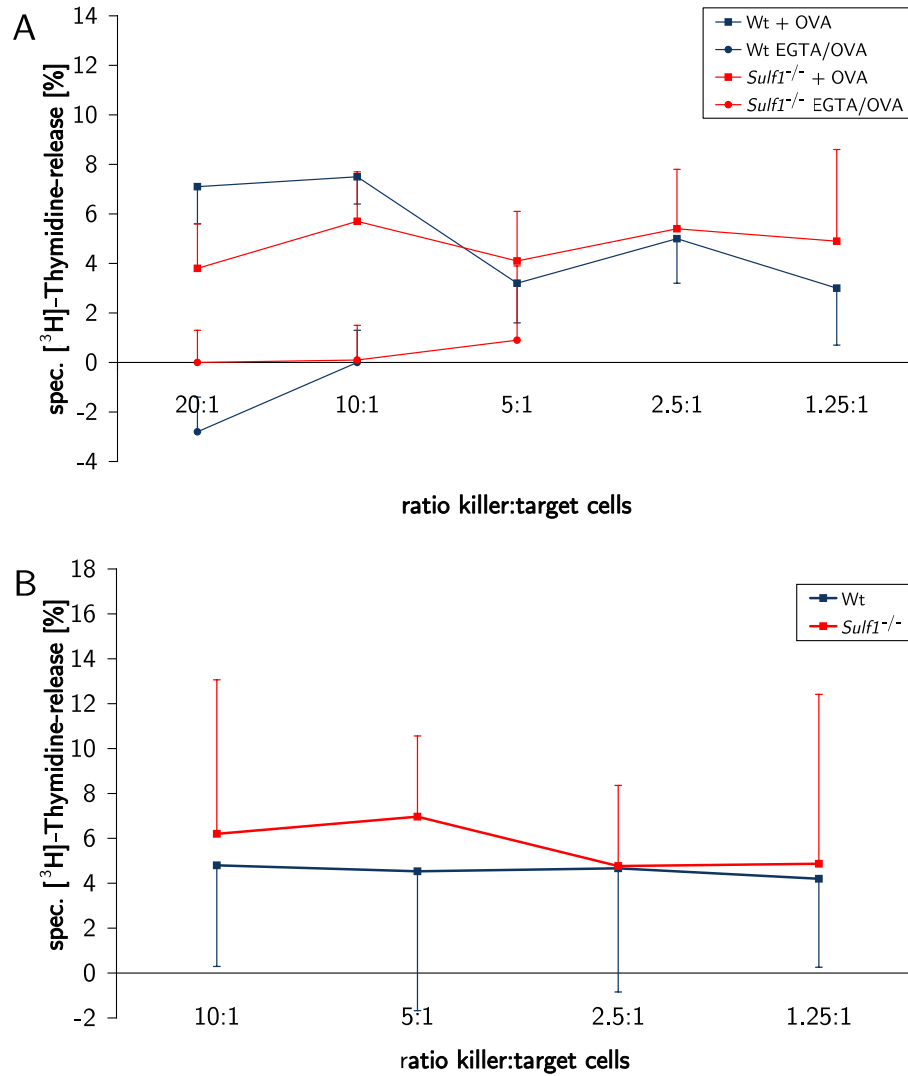 A
Wt + OVA
Wt EGTA/OVA
Sulf1⁻/⁻ + OVA
Sulf1⁻/⁻ EGTA/OVA
spec. [³H]-Thymidine-release [%]
14
12
10
8
6
4
2
0
-2
-4
20:1 10:1 5:1 2.5:1 1.25:1
ratio killer:target cells
B
Wt
Sulf1⁻/⁻
spec. [³H]-Thymidine-release [%]
18
16
14
12
10
8
6
4
2
0
-2
10:1 5:1 2.5:1 1.25:1
ratio killer:target cells